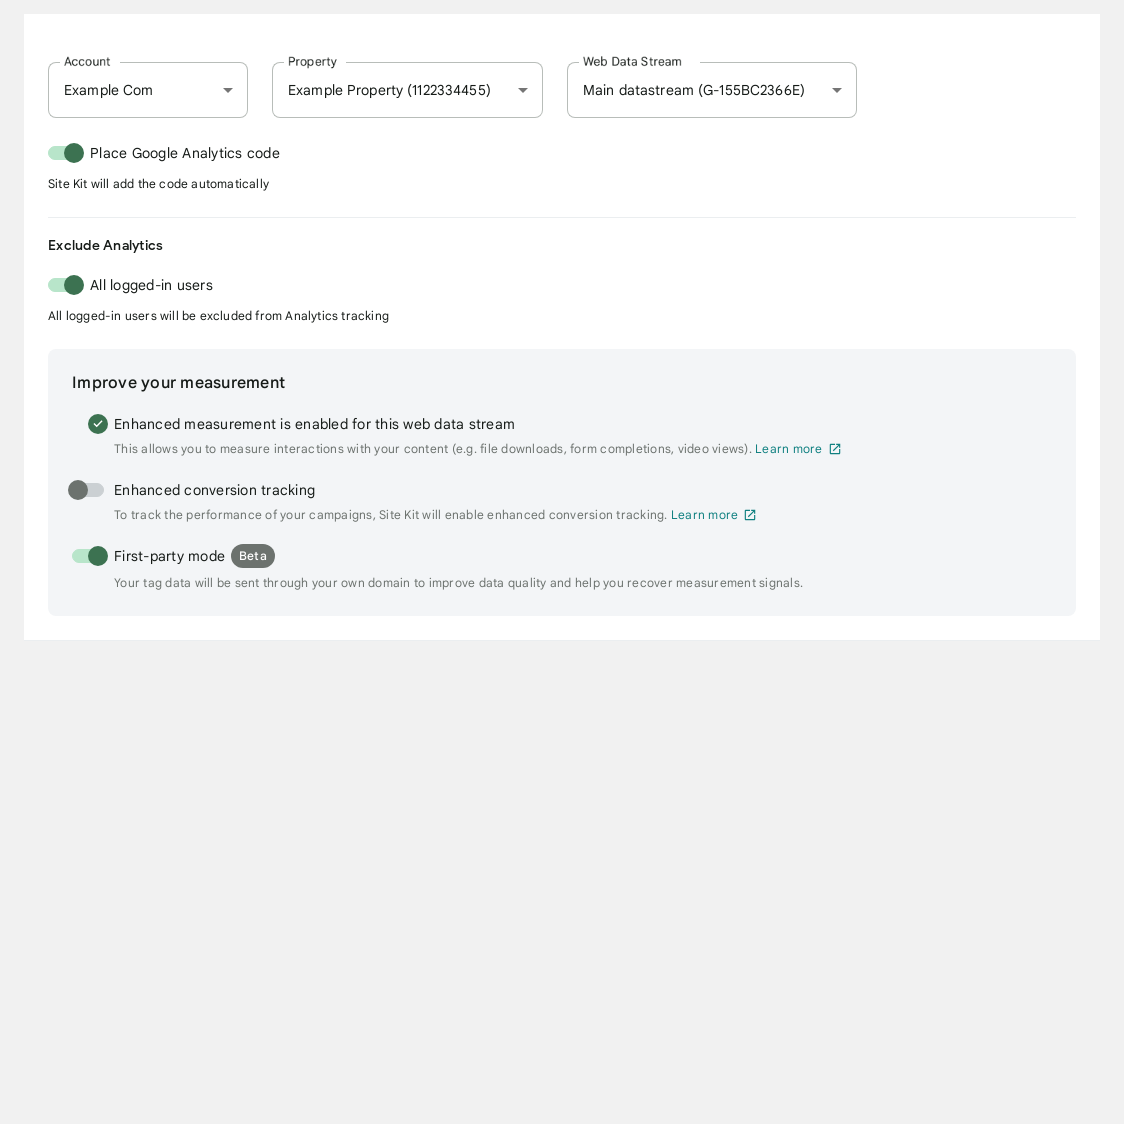 Account
Property
Web Data Stream
Example Com
Example Property (1122334455)
Main datastream (G-155BC2366E)
Place Google Analytics code
Site Kit will add the code automatically
Exclude Analytics
All logged-in users
All logged-in users will be excluded from Analytics tracking
Improve your measurement
Enhanced measurement is enabled for this web data stream
This allows you to measure interactions with your content (e.g. file downloads, form completions, video views). Learn more
Enhanced conversion tracking
To track the performance of your campaigns, Site Kit will enable enhanced conversion tracking. Learn more
First-party mode Beta
Your tag data will be sent through your own domain to improve data quality and help you recover measurement signals.